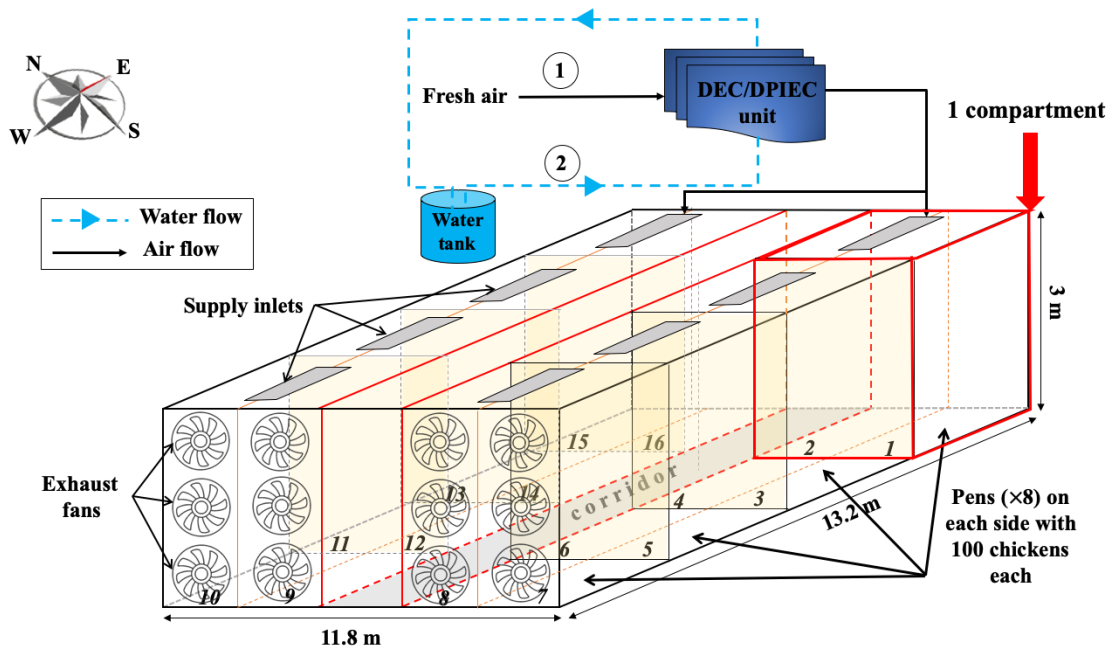 N
E
W
S
1
Fresh air
DEC/DPIEC
unit
2
1 compartment
Water flow
Air flow
Water
tank
Supply inlets
3 m
15
16
2
1
13
14
4
3
corridor
Exhaust
fans
11
12
6
5
13.2 m
Pens (×8) on
each side with
100 chickens
each
10
9
8
7
11.8 m